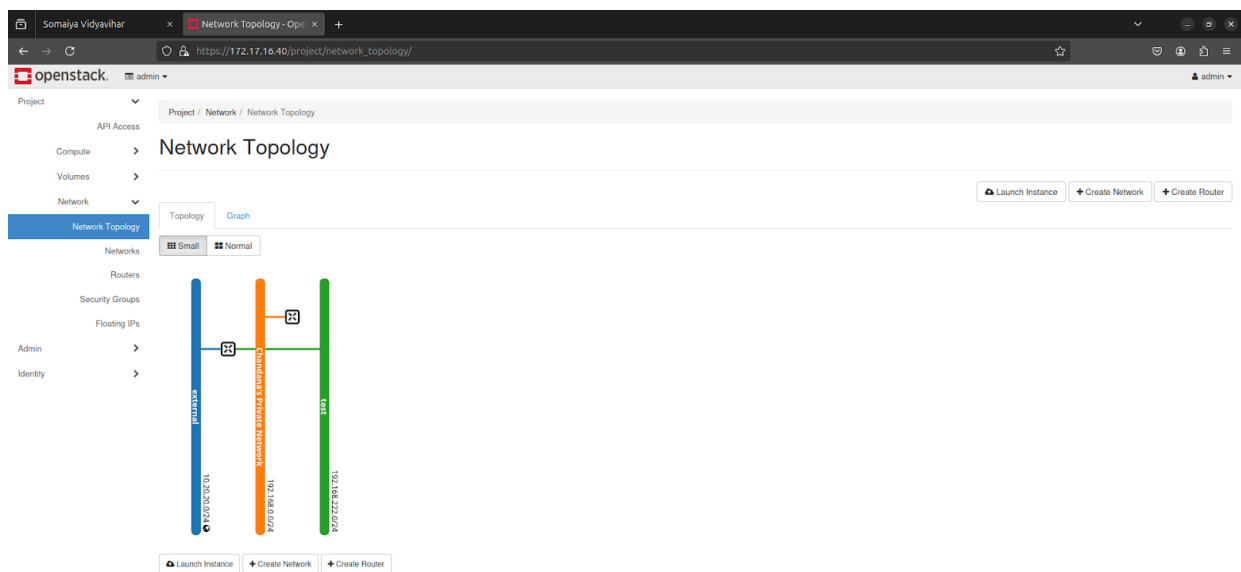 Somaiya Vidyavihar
Network Topology - Ope
https://172.17.16.40/project/network_topology/
openstack. admin
admin
Project
Project / Network / Network Topology
API Access
Network Topology
Compute
Volumes
Launch Instance + Create Network + Create Router
Network
Topology Graph
Network Topology
Small Normal
Networks
Routers
Security Groups
Floating IPs
Admin
Identity
external
10.20.20.0/24
Chandana's Private Network
192.168.0.0/24
test
192.168.222.0/24
Launch Instance + Create Network + Create Router